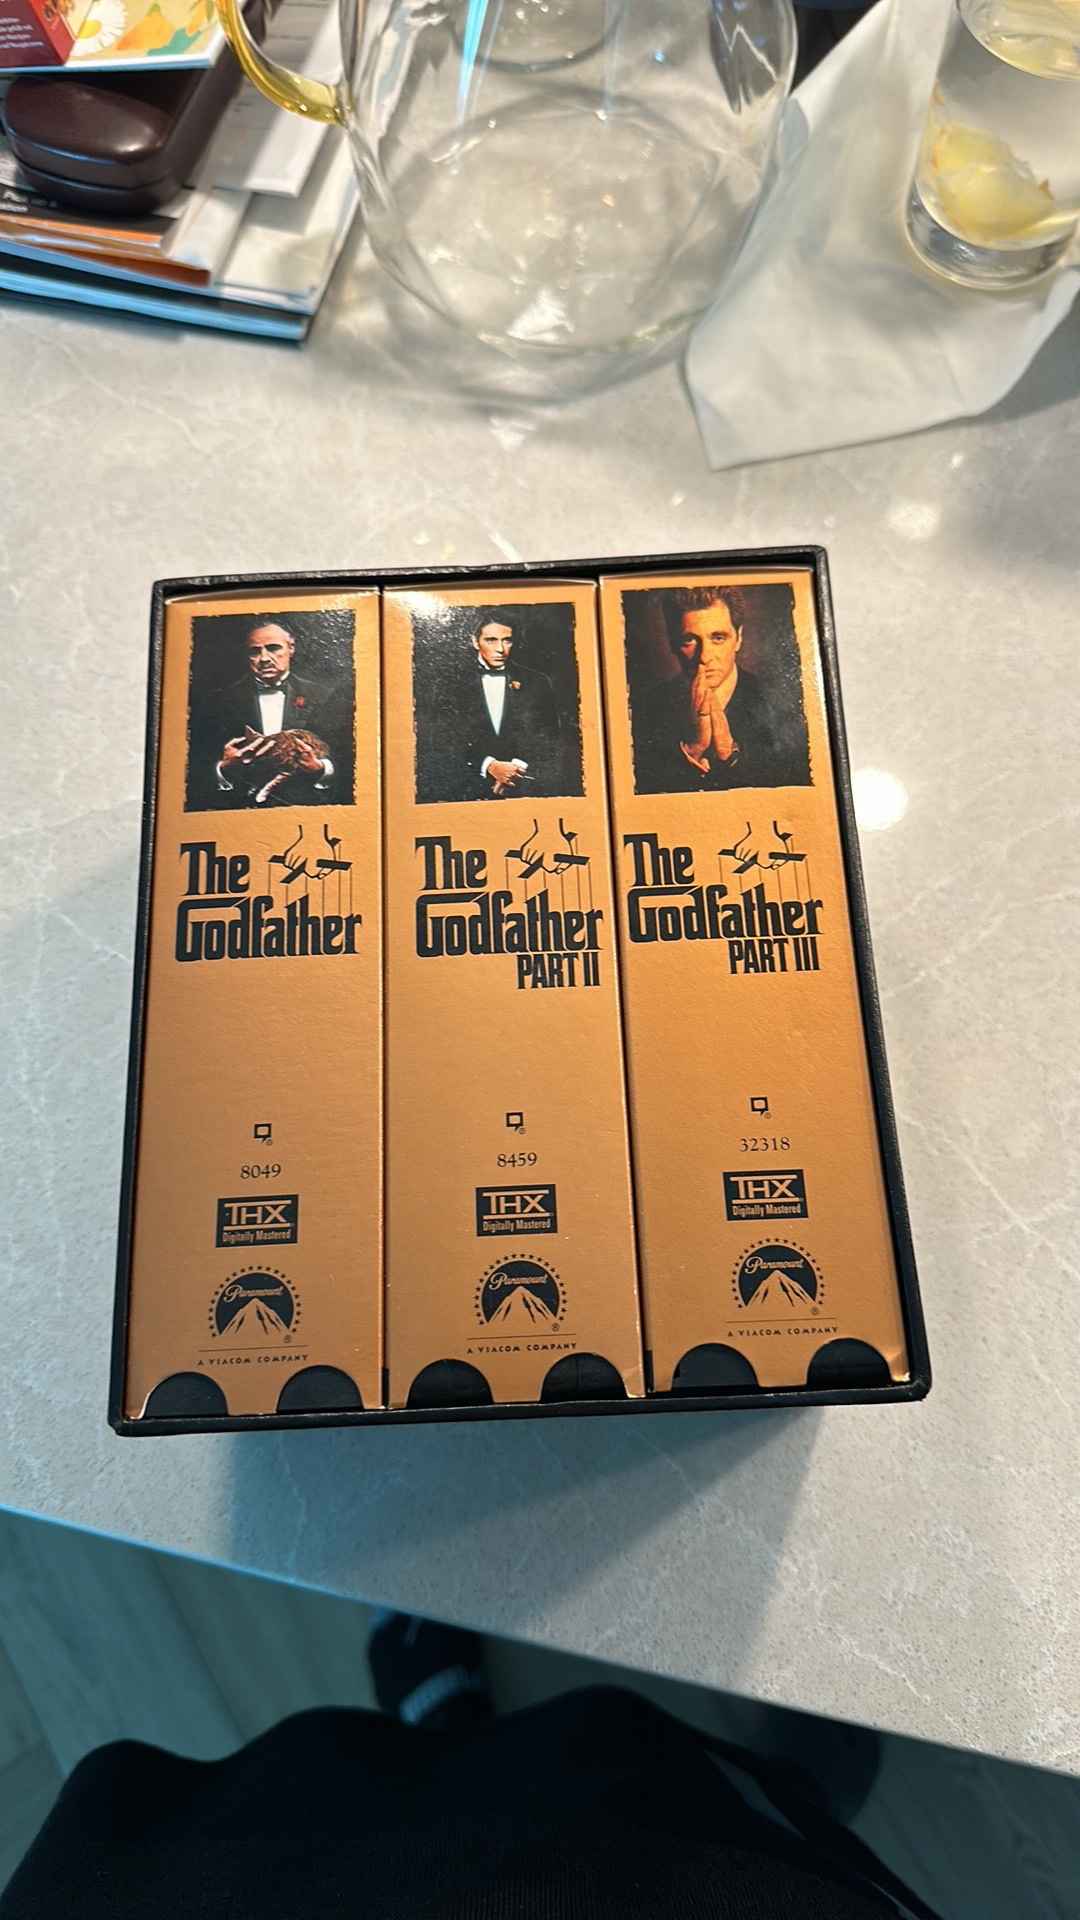 The
Godfather
8049
THX
Digitally Mastered
Paramount
®
A VIACOM COMPANY
The
Godfather
PART II
8459
THX
Digitally Mastered
Paramount
®
A VIACOM COMPANY
The
Godfather
PART III
32318
THX
Digitally Mastered
Paramount
®
A VIACOM COMPANY